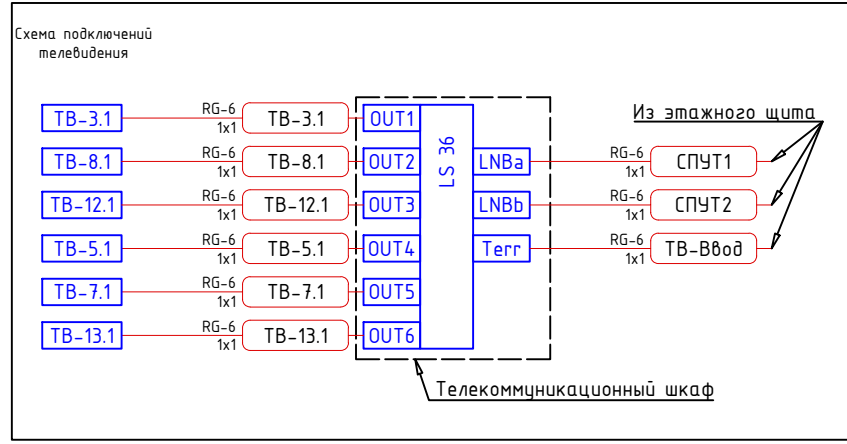 Схема подключений
телевидения
Из этажного щита
ТВ-3.1 RG-6 1x1 ТВ-3.1 OUT1
ТВ-8.1 RG-6 1x1 ТВ-8.1 OUT2 LNBa RG-6 1x1 СПУТ1
ТВ-12.1 RG-6 1x1 ТВ-12.1 OUT3 LNBb RG-6 1x1 СПУТ2
ТВ-5.1 RG-6 1x1 ТВ-5.1 OUT4 Terr RG-6 1x1 ТВ-Ввод
ТВ-7.1 RG-6 1x1 ТВ-7.1 OUT5
ТВ-13.1 RG-6 1x1 ТВ-13.1 OUT6
LS 36
Телекоммуникационный шкаф